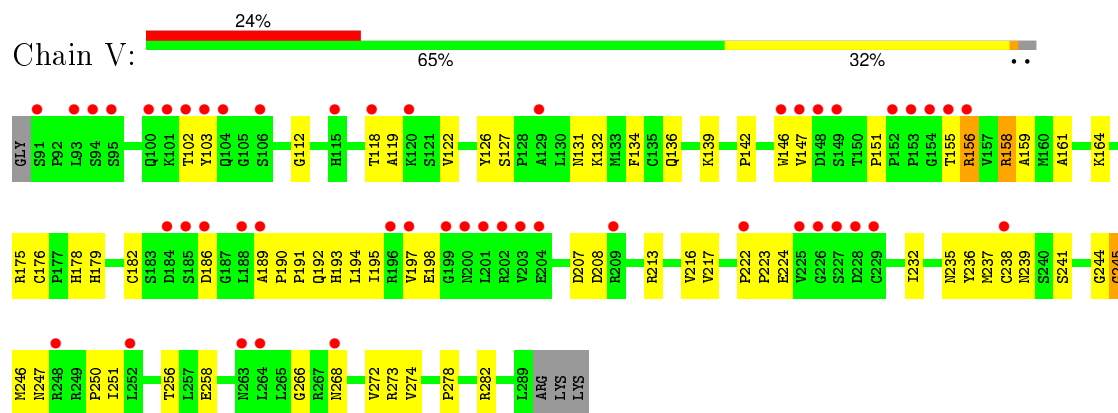 24%
Chain V:
65% 32% • •
GLY S91 P92 L93 S94 S95 Q100 K101 T102 Y103 Q104 G105 S106 G112 H115 T118 A119 K120 S121 V122 Y126 S127 P128 A129 L130 N131 K132 M133 F134 C135 Q136 K139 P142 W146 V147 D148 S149 T150 P151 P152 P153 G154 T155 R156 V157 R158 A159 M160 A161 K164
R175 C176 P177 H178 H179 C182 S183 D184 S185 D186 G187 L188 A189 P190 P191 Q192 H193 L194 I195 R196 V197 E198 G199 N200 L201 R202 V203 E204 D207 D208 R209 R213 V216 V217 P222 P223 E224 V225 G226 S227 D228 C229 I232 N235 Y236 M237 C238 N239 S240 S241 G244 G245
M246 N247 R248 R249 P250 I251 L252 T256 L257 E258 N263 L264 L265 G266 R267 N268 V272 R273 V274 P278 R282 L289 ARG LYS LYS